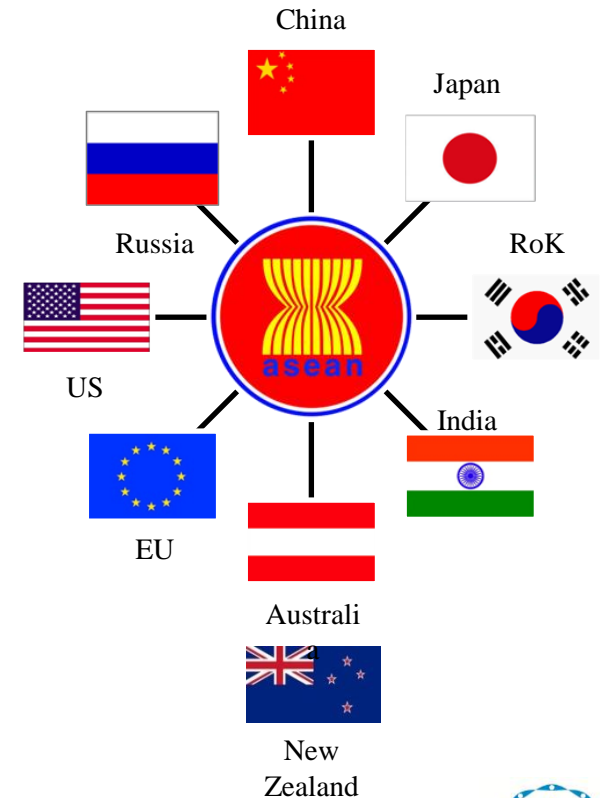 China
Japan
Russia
RoK
asean
US
India
EU
Australi
a
New
Zealand